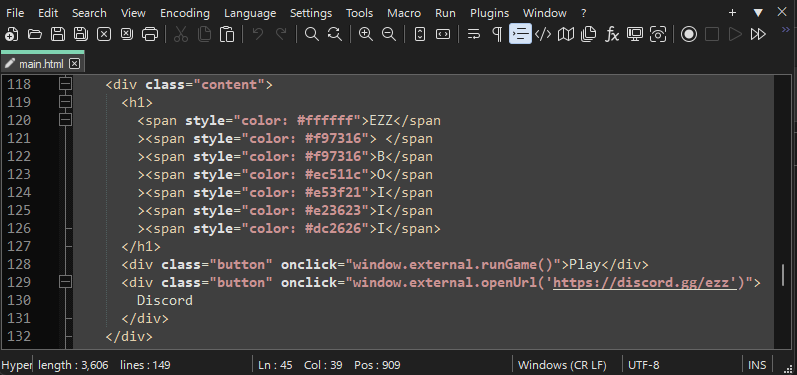 File Edit Search View Encoding Language Settings Tools Macro Run Plugins Window ? + ▼ ×
main.html
118 <div class="content">
119 <h1>
120 <span style="color: #ffffff">EZZ</span
121 ><span style="color: #f97316"> </span
122 ><span style="color: #f97316">B</span
123 ><span style="color: #ec511c">O</span
124 ><span style="color: #e53f21">I</span
125 ><span style="color: #e23623">I</span
126 ><span style="color: #dc2626">I</span>
127 </h1>
128 <div class="button" onclick="window.external.runGame()">Play</div>
129 <div class="button" onclick="window.external.openUrl('https://discord.gg/ezz')">
130 Discord
131 </div>
132 </div>
Hyper length : 3,606 lines : 149 Ln : 45 Col : 39 Pos : 909 Windows (CR LF) UTF-8 INS